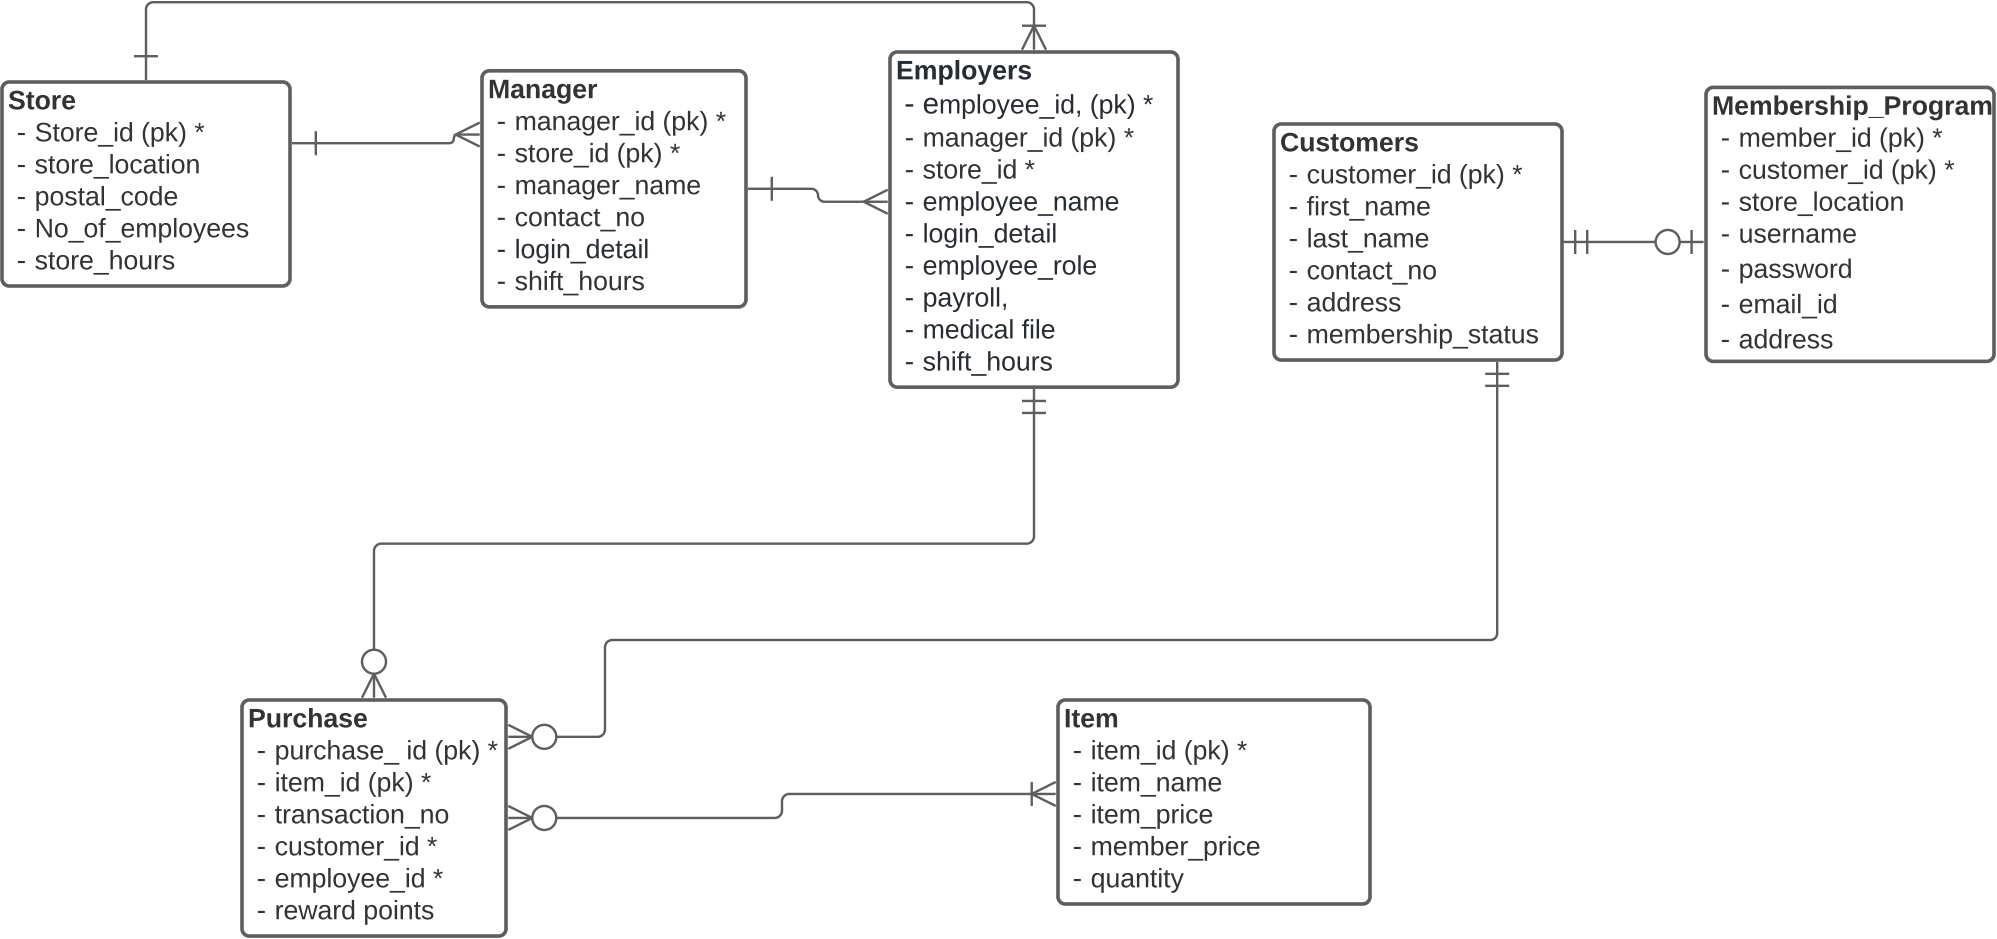 Store
- Store_id (pk) *
- store_location
- postal_code
- No_of_employees
- store_hours
Manager
- manager_id (pk) *
- store_id (pk) *
- manager_name
- contact_no
- login_detail
- shift_hours
Employers
- employee_id, (pk) *
- manager_id (pk) *
- store_id *
- employee_name
- login_detail
- employee_role
- payroll,
- medical file
- shift_hours
Customers
- customer_id (pk) *
- first_name
- last_name
- contact_no
- address
- membership_status
Membership_Program
- member_id (pk) *
- customer_id (pk) *
- store_location
- username
- password
- email_id
- address
Purchase
- purchase_ id (pk) *
- item_id (pk) *
- transaction_no
- customer_id *
- employee_id *
- reward points
Item
- item_id (pk) *
- item_name
- item_price
- member_price
- quantity